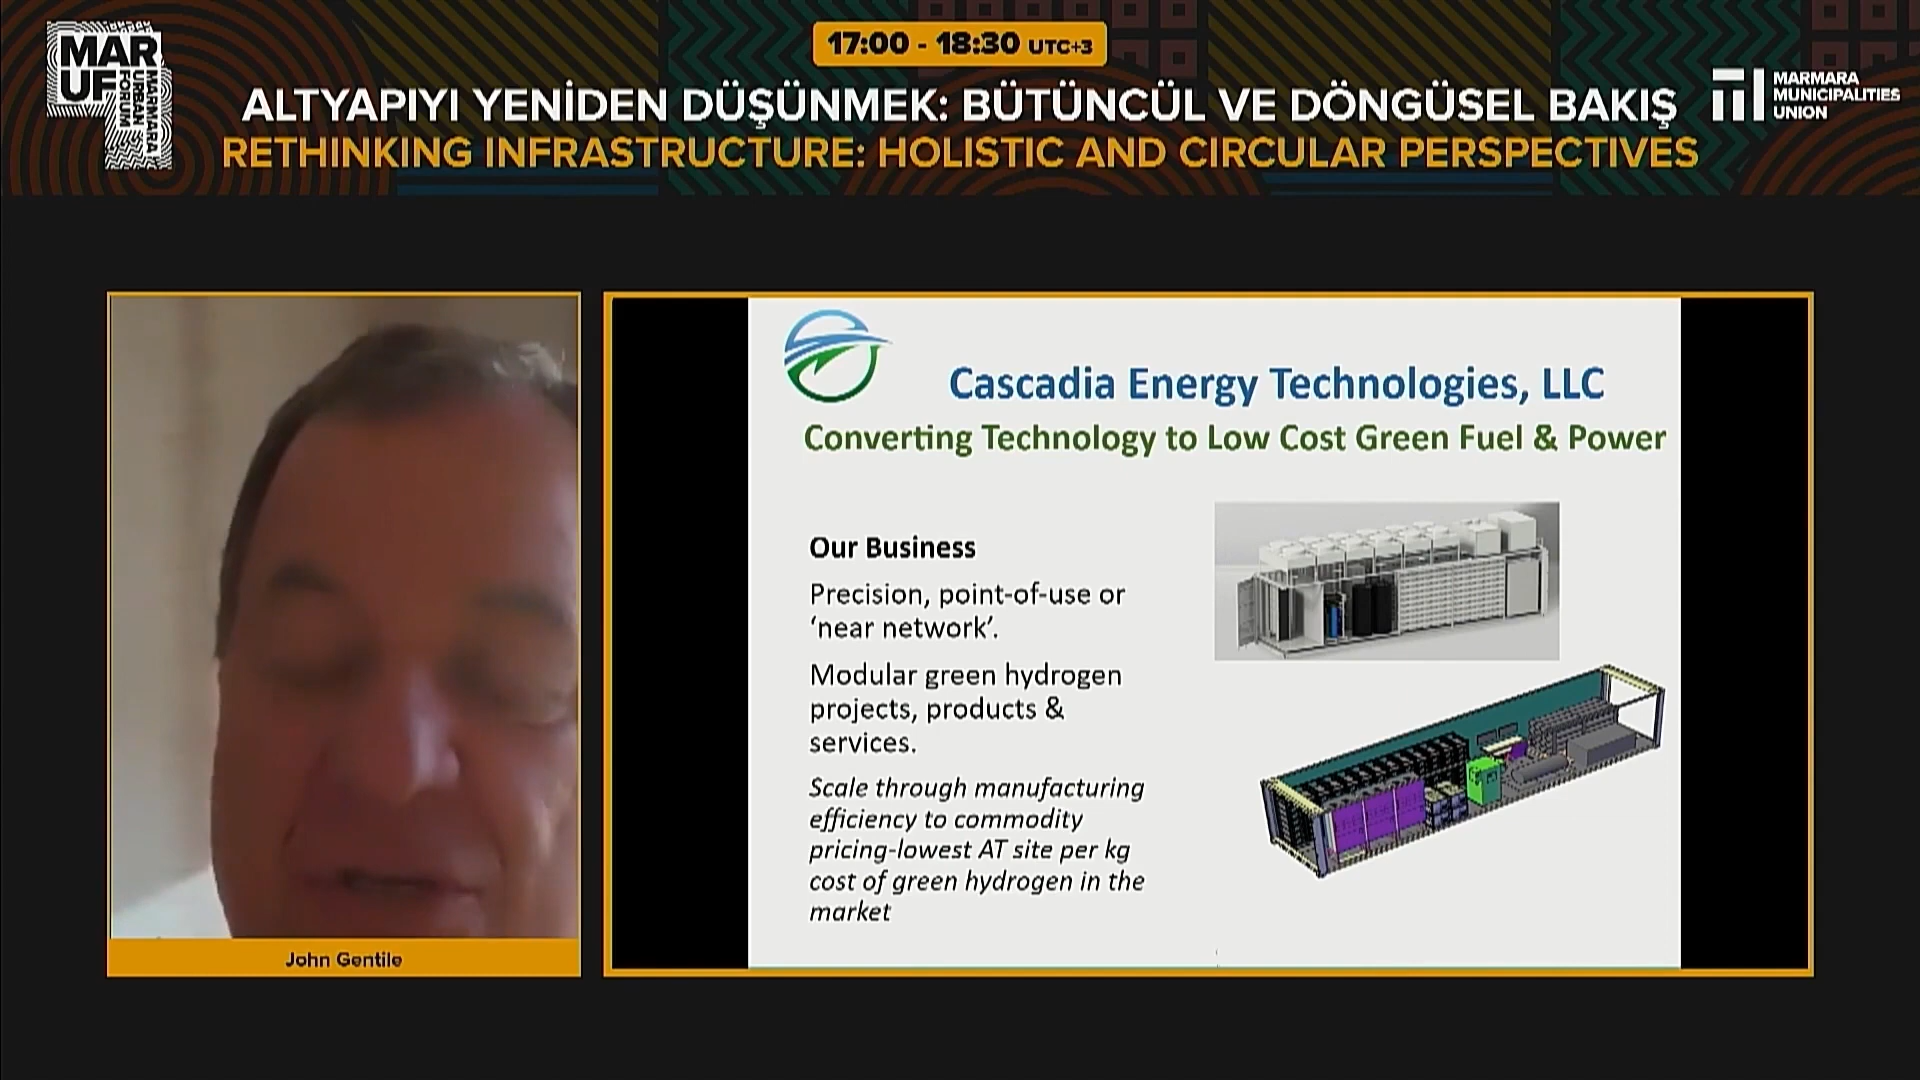 MAR
UF
MARMARA
URBAN
FORUM
17:00 - 18:30 UTC+3
ALTYAPIYI YENİDEN DÜŞÜNMEK: BÜTÜNCÜL VE DÖNGÜSEL BAKIŞ
RETHINKING INFRASTRUCTURE: HOLISTIC AND CIRCULAR PERSPECTIVES
MARMARA
MUNICIPALITIES
UNION
John Gentile
Cascadia Energy Technologies, LLC
Converting Technology to Low Cost Green Fuel & Power
Our Business
Precision, point-of-use or
‘near network’.
Modular green hydrogen
projects, products &
services.
Scale through manufacturing
efficiency to commodity
pricing-lowest AT site per kg
cost of green hydrogen in the
market